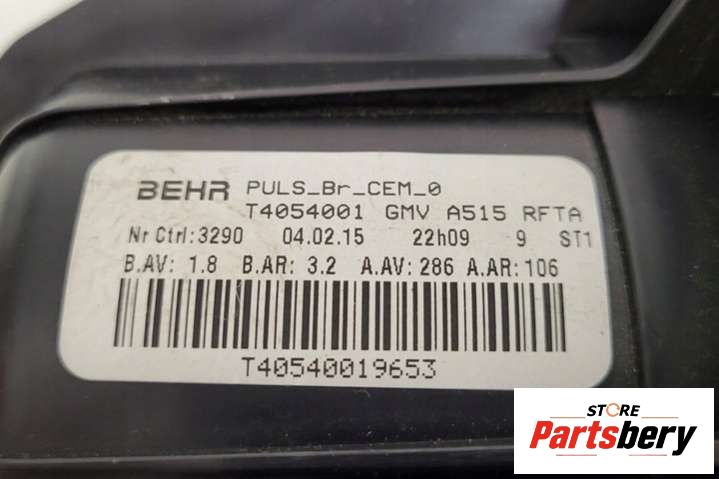 BEHR PULS_Br_CEM_0
T4054001 GMV A515 RFTA
Nr Ctrl:3290 04.02.15 22h09 9 ST1
B.AV: 1.8 B.AR: 3.2 A.AV: 286 A.AR: 106
T40540019653
STORE
Partsbery